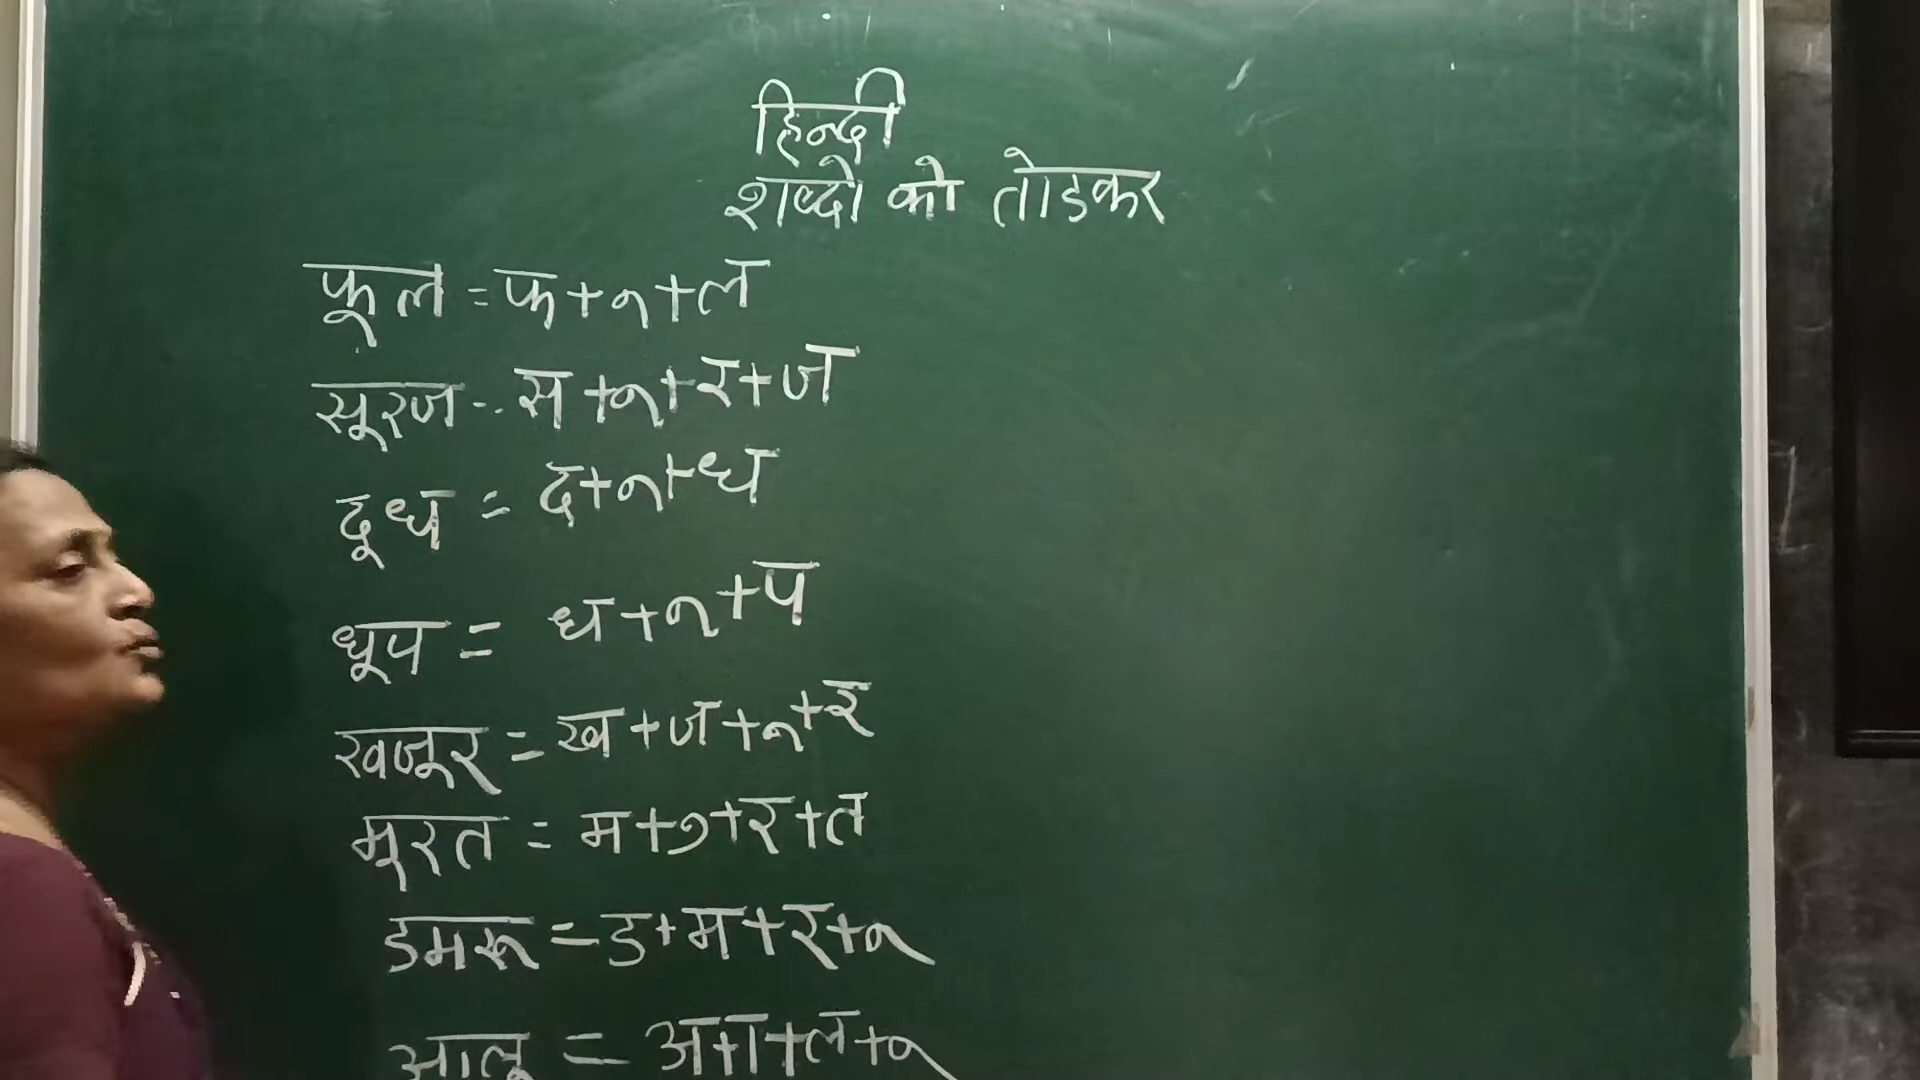 हिन्दी
शब्दो को तोडकर
फूल = फ + ू + ल
सूरज - स + ू + र + ज
दूध = द + ू + ध
धूप = ध + ू + प
खजूर = ख + ज + ू + र
मूरत = म + ू + र + त
डमरू = ड + म + र + ू
आलू = अ + ा + ल + ू